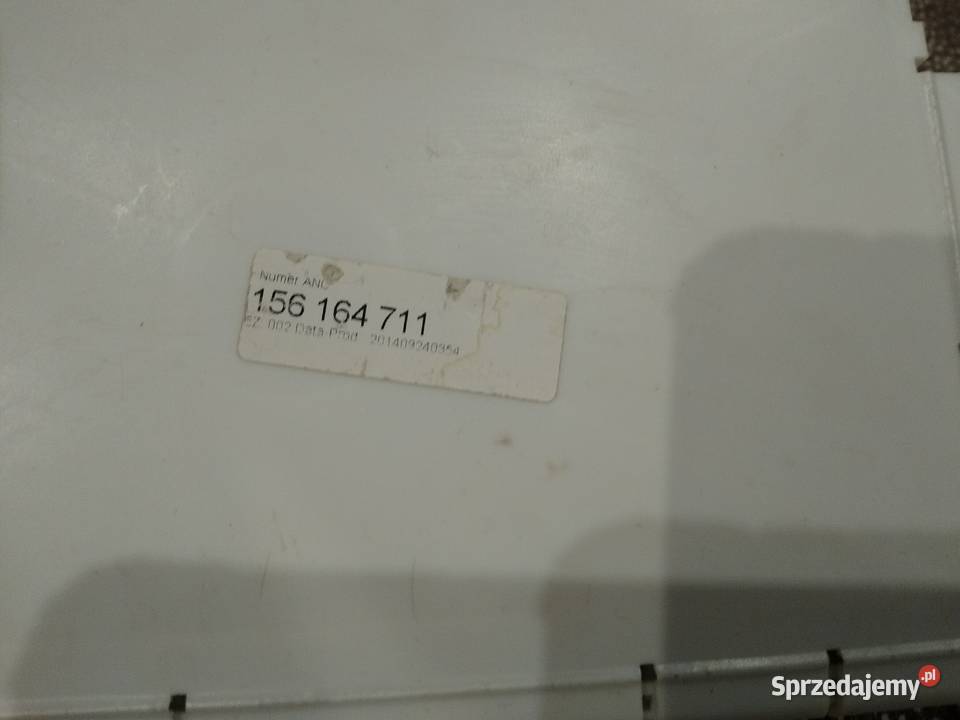 Numer ANC
156 164 711
SZ. 002 Data Prod. 201409240354
Sprzedajemy.pl